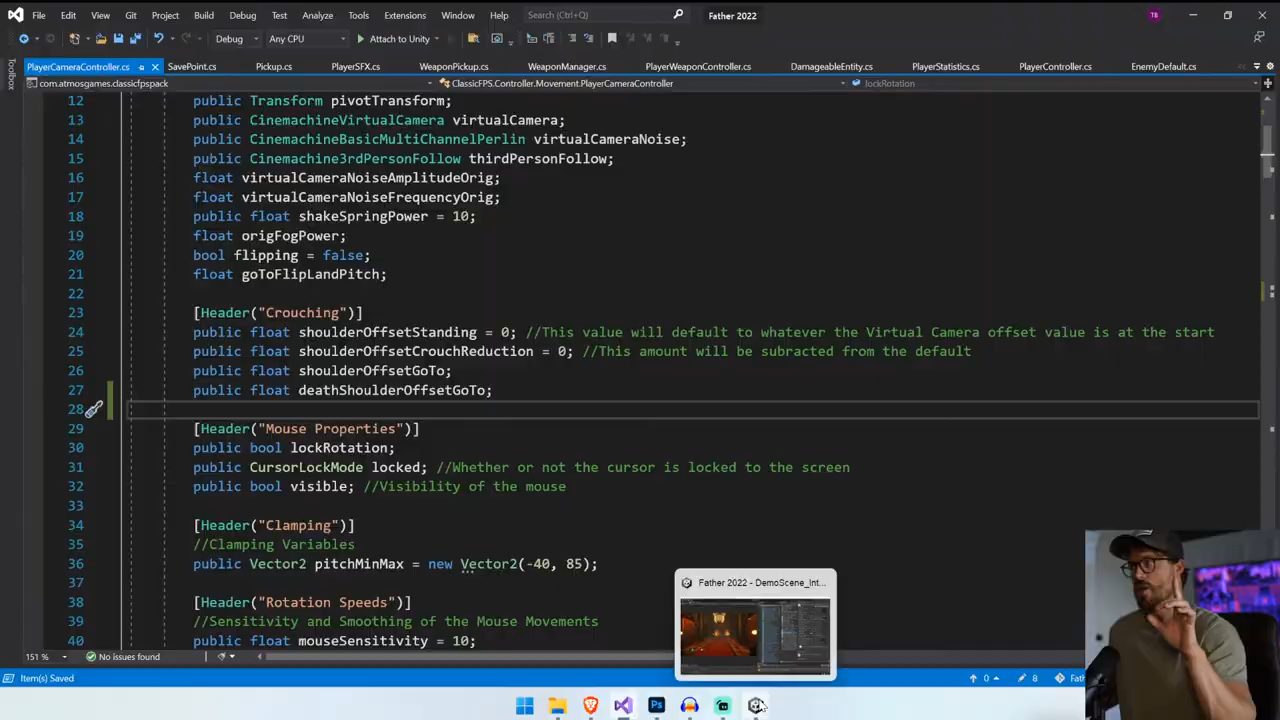 File Edit View Git Project Build Debug Test Analyze Tools Extensions Window Help Search (Ctrl+Q) Father 2022 TB
Debug Any CPU Attach to Unity
PlayerCameraController.cs SavePoint.cs Pickup.cs PlayerSFX.cs WeaponPickup.cs WeaponManager.cs PlayerWeaponController.cs DamageableEntity.cs PlayerStatistics.cs PlayerController.cs EnemyDefault.cs
Toolbox
com.atmosgames.classicfpspack ClassicFPS.Controller.Movement.PlayerCameraController lockRotation
12 public Transform pivotTransform;
13 public CinemachineVirtualCamera virtualCamera;
14 public CinemachineBasicMultiChannelPerlin virtualCameraNoise;
15 public Cinemachine3rdPersonFollow thirdPersonFollow;
16 float virtualCameraNoiseAmplitudeOrig;
17 float virtualCameraNoiseFrequencyOrig;
18 public float shakeSpringPower = 10;
19 float origFogPower;
20 bool flipping = false;
21 float goToFlipLandPitch;
22
23 [Header("Crouching")]
24 public float shoulderOffsetStanding = 0; //This value will default to whatever the Virtual Camera offset value is at the start
25 public float shoulderOffsetCrouchReduction = 0; //This amount will be subracted from the default
26 public float shoulderOffsetGoTo;
27 public float deathShoulderOffsetGoTo;
28
29 [Header("Mouse Properties")]
30 public bool lockRotation;
31 public CursorLockMode locked; //Whether or not the cursor is locked to the screen
32 public bool visible; //Visibility of the mouse
33
34 [Header("Clamping")]
35 //Clamping Variables
36 public Vector2 pitchMinMax = new Vector2(-40, 85);
37
38 [Header("Rotation Speeds")]
39 //Sensitivity and Smoothing of the Mouse Movements
40 public float mouseSensitivity = 10;
Father 2022 - DemoScene_Int...
151 % No issues found
Item(s) Saved 0 8 Fath
Ps